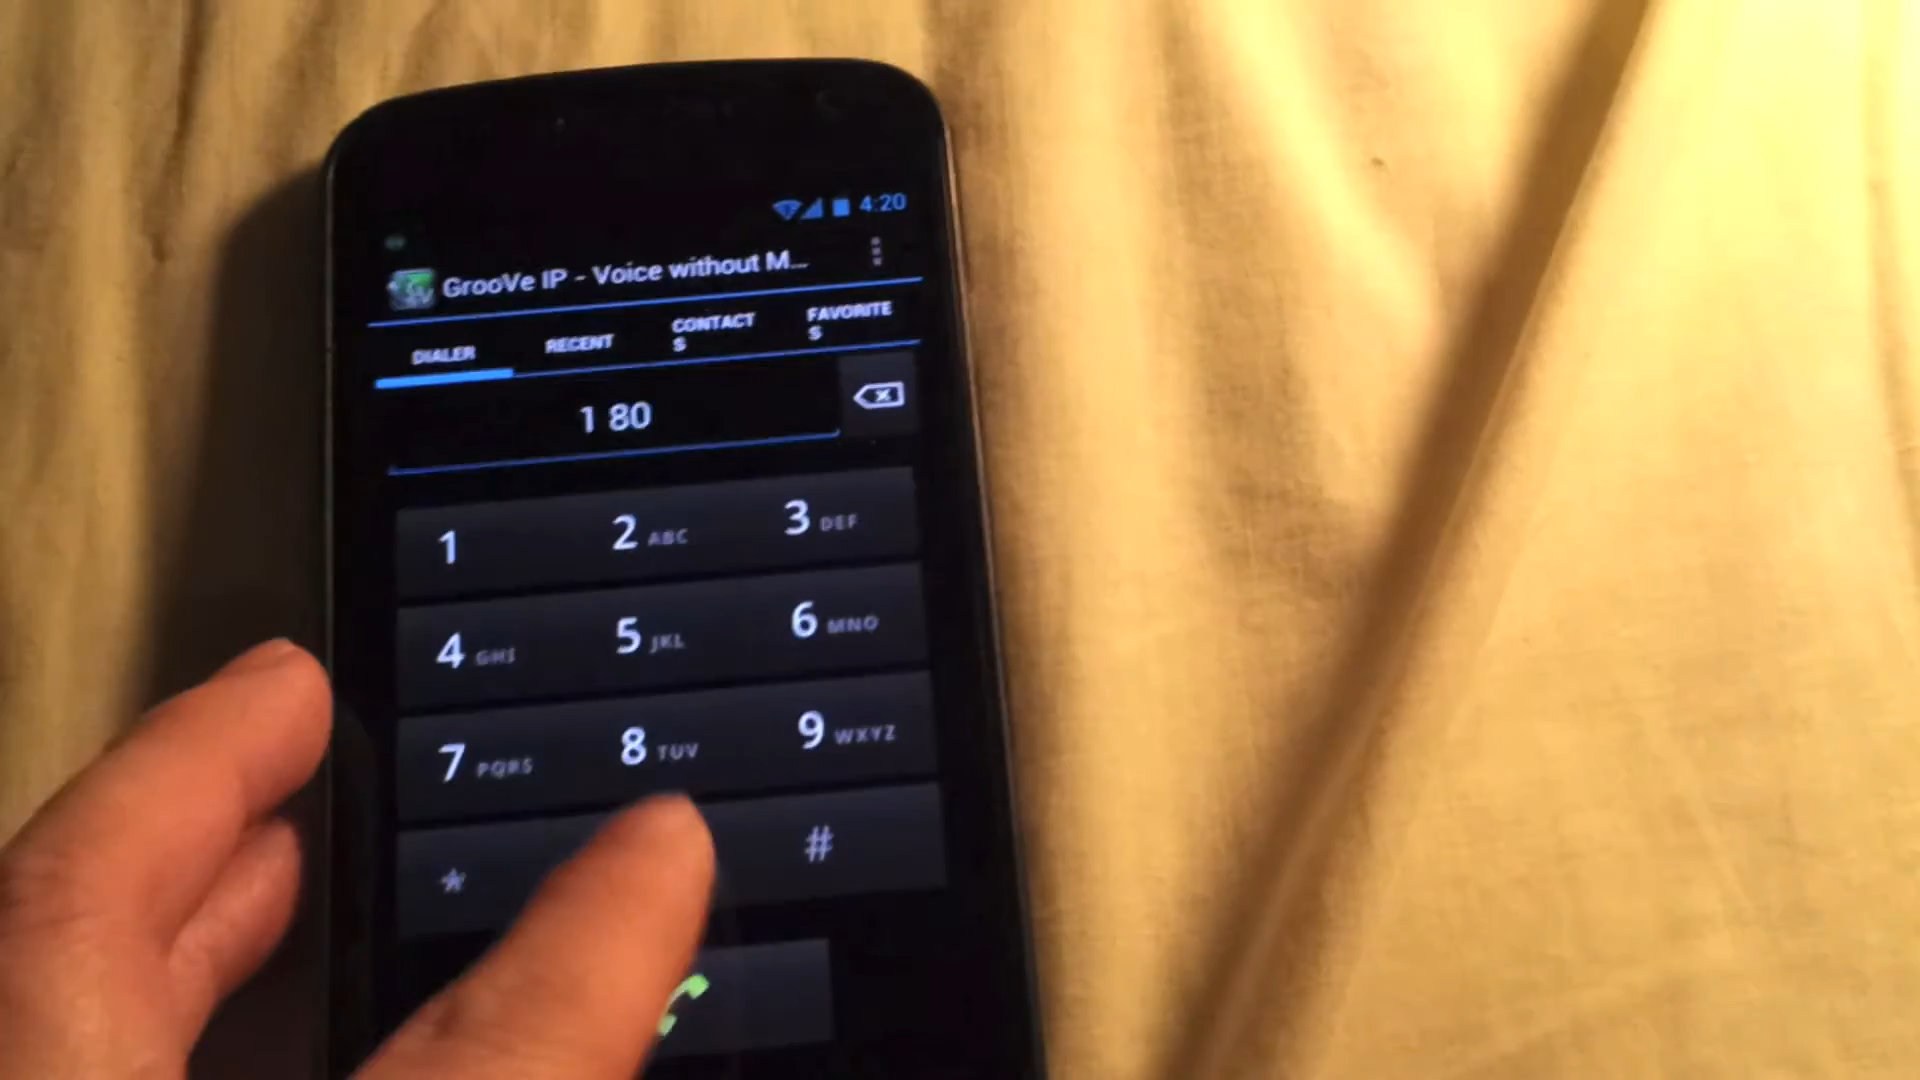 4:20
GrooVe IP - Voice without M...
DIALER RECENT CONTACT
S FAVORITE
S
1 80
1 2 ABC 3 DEF
4 GHI 5 JKL 6 MNO
7 PQRS 8 TUV 9 WXYZ
* #